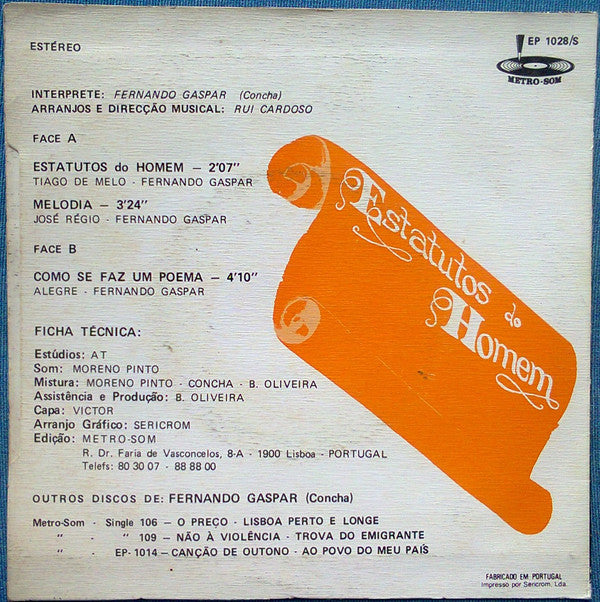 ESTÉREO
EP 1028/S
METRO-SOM
INTERPRETE: FERNANDO GASPAR (Concha)
ARRANJOS E DIRECÇÃO MUSICAL: RUI CARDOSO
FACE A
ESTATUTOS do HOMEM — 2'07"
TIAGO DE MELO - FERNANDO GASPAR
MELODIA — 3'24"
JOSÉ RÉGIO - FERNANDO GASPAR
FACE B
COMO SE FAZ UM POEMA — 4'10"
ALEGRE - FERNANDO GASPAR
Estatutos
do
Homem
FICHA TÉCNICA:
Estúdios: AT
Som: MORENO PINTO
Mistura: MORENO PINTO - CONCHA - B. OLIVEIRA
Assistência e Produção: B. OLIVEIRA
Capa: VICTOR
Arranjo Gráfico: SERICROM
Edição: METRO-SOM
R. Dr. Faria de Vasconcelos, 8-A - 1900 Lisboa - PORTUGAL
Telefs: 80 30 07 - 88 88 00
OUTROS DISCOS DE: FERNANDO GASPAR (Concha)
Metro-Som - Single 106 — O PREÇO - LISBOA PERTO E LONGE
" - " 109 — NÃO À VIOLÊNCIA - TROVA DO EMIGRANTE
" - EP- 1014 — CANÇÃO DE OUTONO - AO POVO DO MEU PAÍS
FABRICADO EM PORTUGAL
Impresso por Sericrom, Lda.